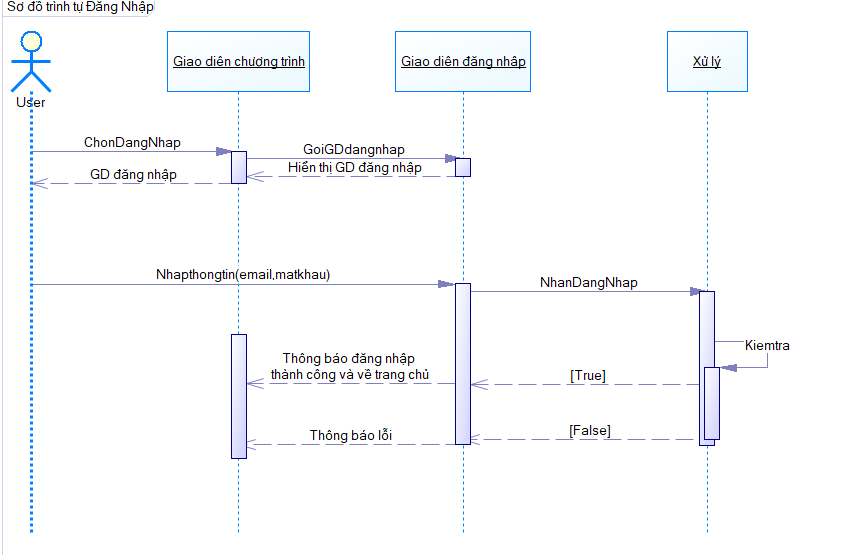 Sơ đồ trình tự Đăng Nhập
User
Giao diện chương trình
Giao diện đăng nhập
Xử lý
ChonDangNhap
GoiGDdangnhap
Hiển thị GD đăng nhập
GD đăng nhập
Nhapthongtin(email,matkhau)
NhanDangNhap
Kiemtra
Thông báo đăng nhập
thành công và về trang chủ
[True]
[False]
Thông báo lỗi